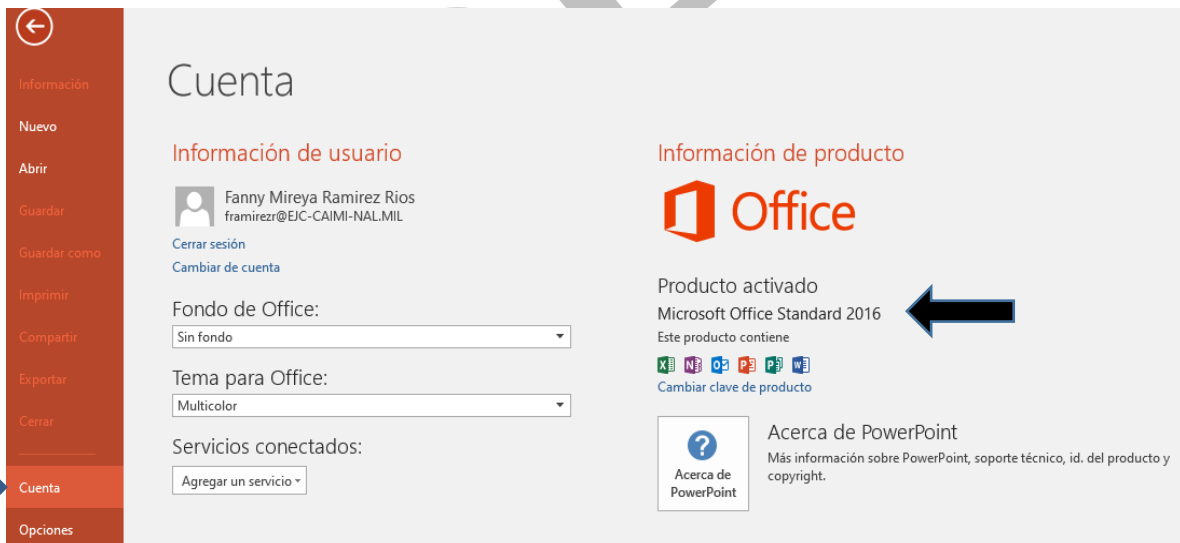 Información
Nuevo
Abrir
Guardar
Guardar como
Imprimir
Compartir
Exportar
Cerrar
Cuenta
Opciones
Cuenta
Información de usuario
Fanny Mireya Ramirez Rios
framirezr@EJC-CAIMI-NAL.MIL
Cerrar sesión
Cambiar de cuenta
Fondo de Office:
Sin fondo
Tema para Office:
Multicolor
Servicios conectados:
Agregar un servicio
Información de producto
Office
Producto activado
Microsoft Office Standard 2016
Este producto contiene
Cambiar clave de producto
Acerca de
PowerPoint
Acerca de PowerPoint
Más información sobre PowerPoint, soporte técnico, id. del producto y
copyright.